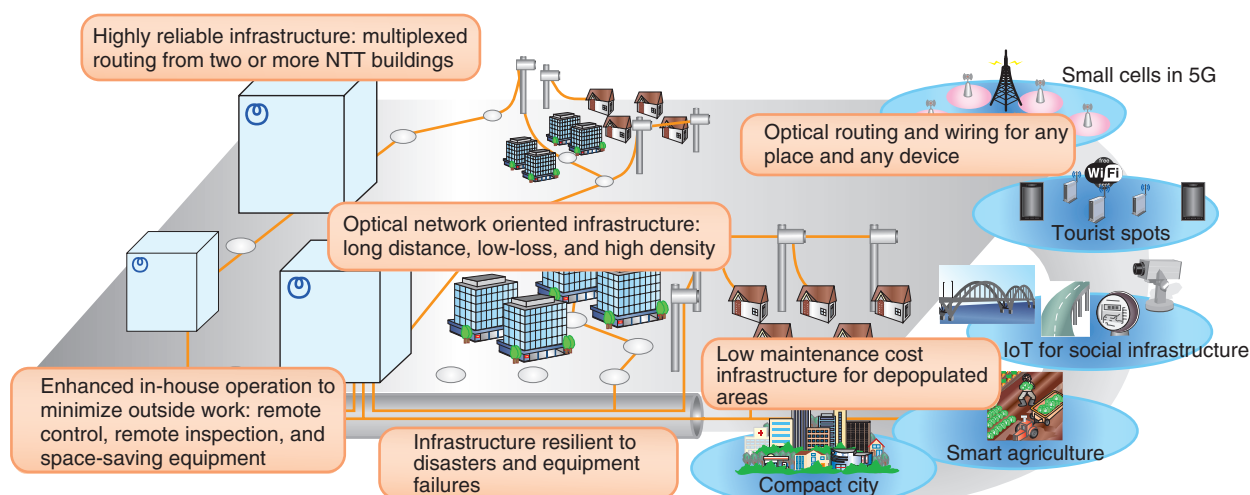 Highly reliable infrastructure: multiplexed
routing from two or more NTT buildings
Small cells in 5G
Optical routing and wiring for any
place and any device
free
WiFi
spot
Tourist spots
Optical network oriented infrastructure:
long distance, low-loss, and high density
IoT for social infrastructure
Low maintenance cost
infrastructure for depopulated
areas
Enhanced in-house operation to
minimize outside work: remote
control, remote inspection, and
space-saving equipment
Infrastructure resilient to
disasters and equipment
failures
Smart agriculture
Compact city